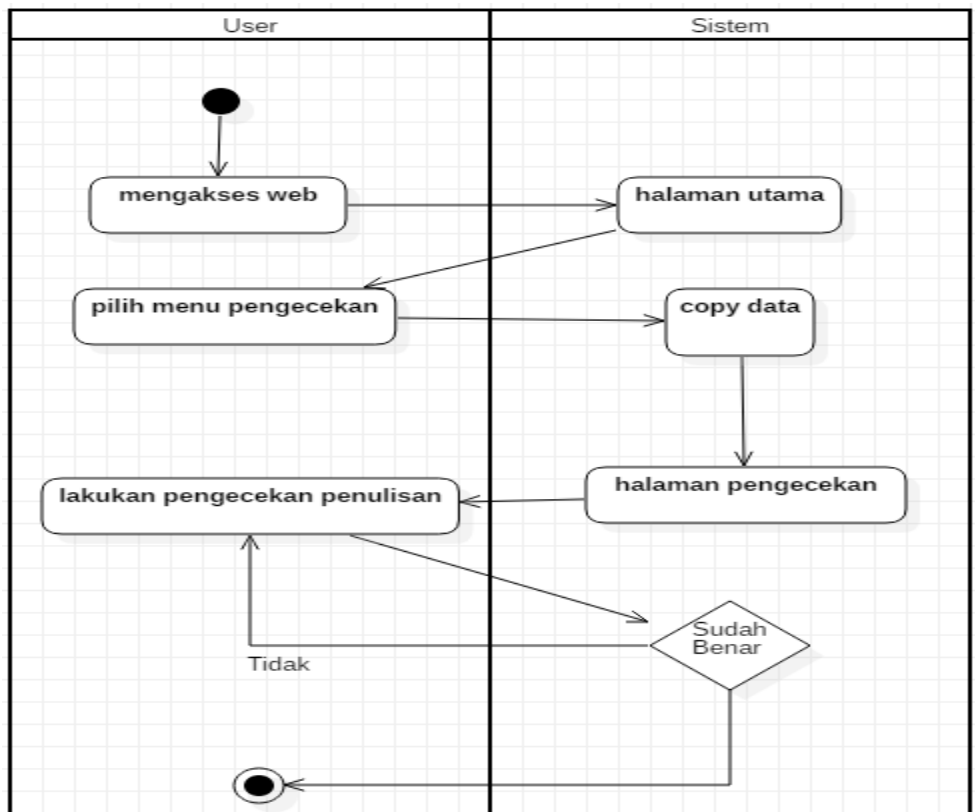 User
Sistem
mengakses web
halaman utama
pilih menu pengecekan
copy data
lakukan pengecekan penulisan
halaman pengecekan
Sudah
Benar
Tidak